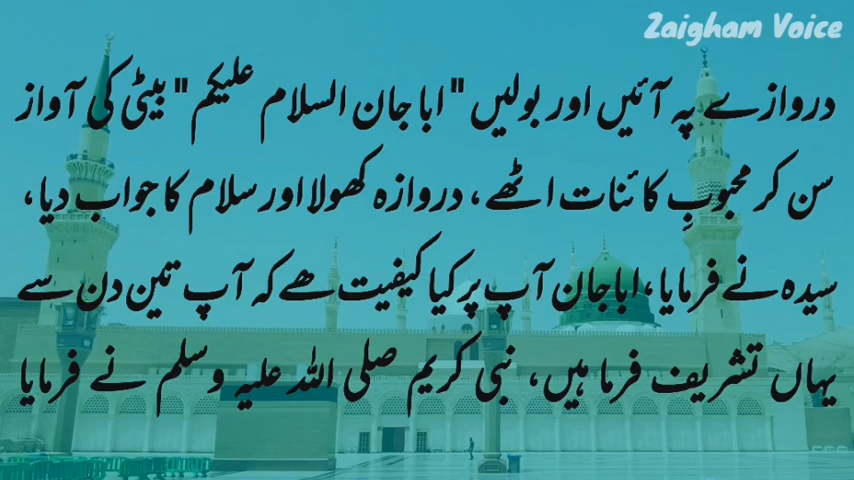 Zaigham Voice
دروازے پہ آئیں اور بولیں " ابا جان السلام علیکم" بیٹی کی آواز
سن کر محبوبِ کائنات اٹھے، دروازہ کھولا اور سلام کا جواب دیا،
سیدہ نے فرمایا، ابا جان آپ پر کیا کیفیت ھے کہ آپ تین دن سے
یہاں تشریف فرما ہیں، نبی کریم صلی اللہ علیہ وسلم نے فرمایا